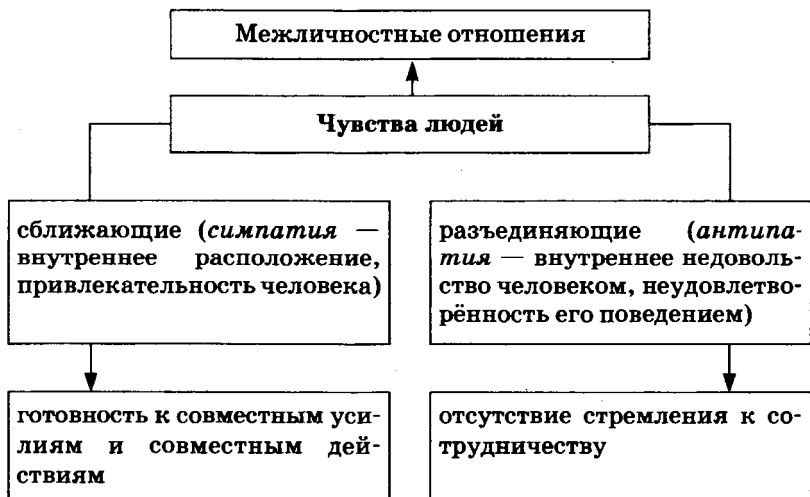 Межличностные отношения
Чувства людей
сближающие (симпатия —
внутреннее расположение,
привлекательность человека)
разъединяющие (антипа-
тия — внутреннее недоволь-
ство человеком, неудовлетво-
рённость его поведением)
готовность к совместным уси-
лиям и совместным дей-
ствиям
отсутствие стремления к со-
трудничеству